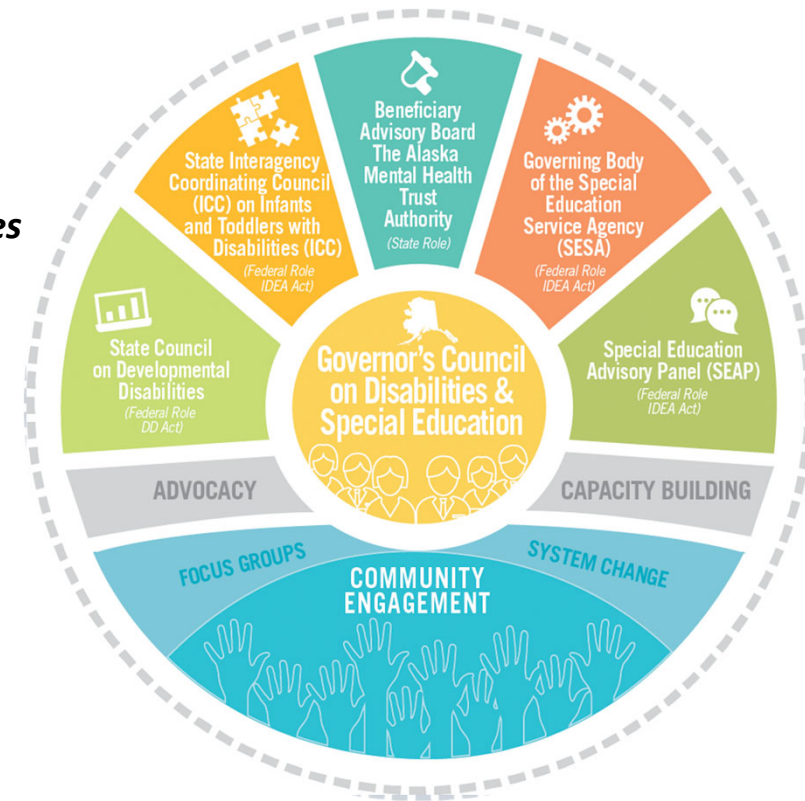 es
State Interagency
Coordinating Council
(ICC) on Infants
and Toddlers with
Disabilities (ICC)
(Federal Role
IDEA Act)
Beneficiary
Advisory Board
The Alaska
Mental Health
Trust
Authority
(State Role)
Governing Body
of the Special
Education
Service Agency
(SESA)
(Federal Role
IDEA Act)
State Council
on Developmental
Disabilities
(Federal Role
DD Act)
Governor's Council
on Disabilities &
Special Education
Special Education
Advisory Panel (SEAP)
(Federal Role
IDEA Act)
ADVOCACY
CAPACITY BUILDING
FOCUS GROUPS
SYSTEM CHANGE
COMMUNITY
ENGAGEMENT